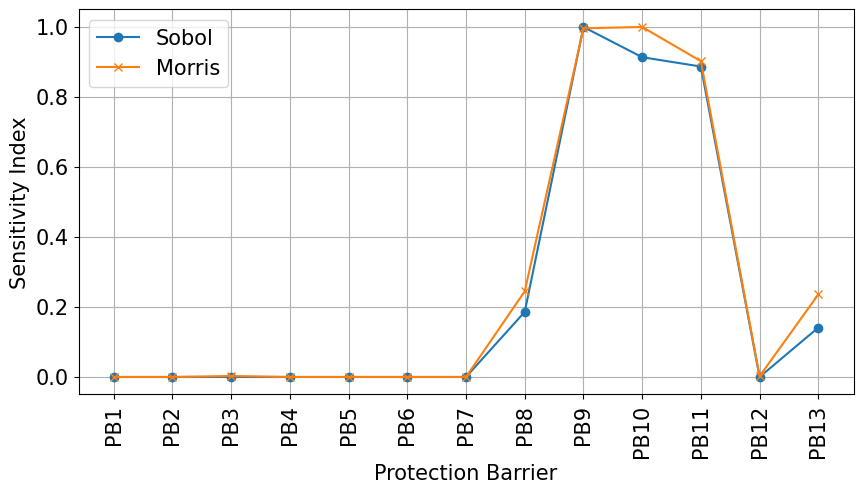 Sobol
Morris
Sensitivity Index
1.0
0.8
0.6
0.4
0.2
0.0
PB1
PB2
PB3
PB4
PB5
PB6
PB7
PB8
PB9
PB10
PB11
PB12
PB13
Protection Barrier